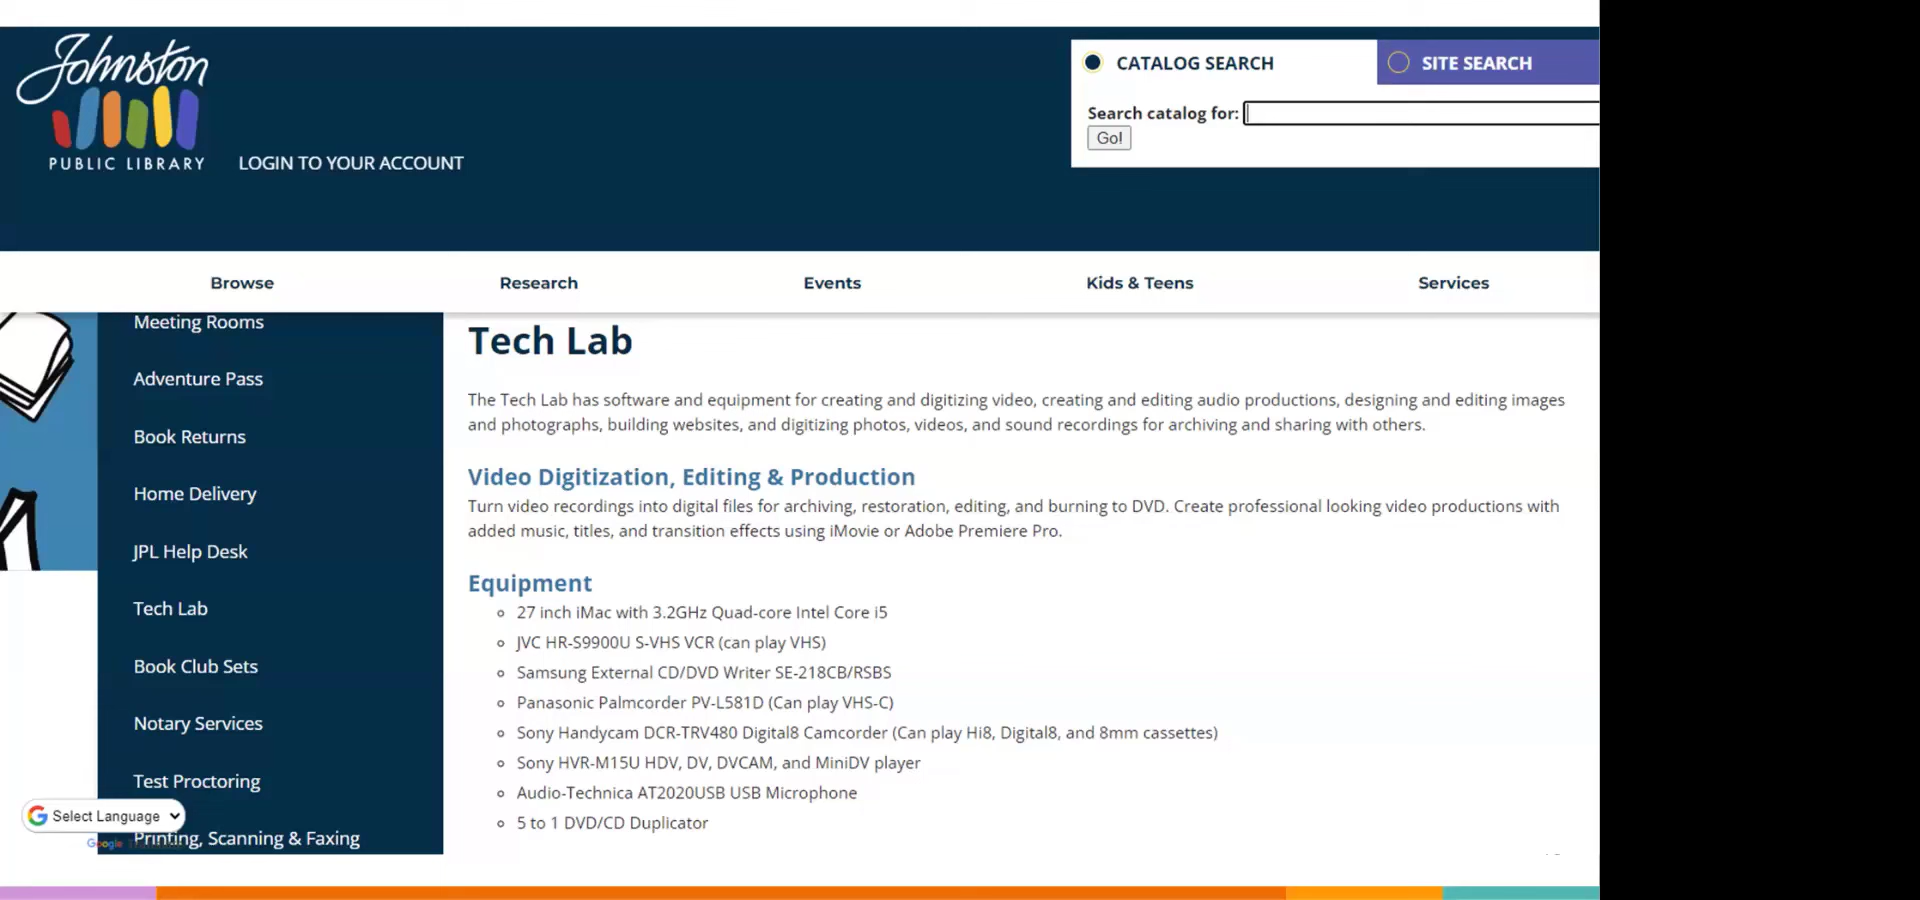 Johnston
PUBLIC LIBRARY
LOGIN TO YOUR ACCOUNT
CATALOG SEARCH
SITE SEARCH
Search catalog for:
Go!
Browse
Research
Events
Kids & Teens
Services
Meeting Rooms
Adventure Pass
Book Returns
Home Delivery
JPL Help Desk
Tech Lab
Book Club Sets
Notary Services
Test Proctoring
Printing, Scanning & Faxing
Select Language
Google
Tech Lab
The Tech Lab has software and equipment for creating and digitizing video, creating and editing audio productions, designing and editing images
and photographs, building websites, and digitizing photos, videos, and sound recordings for archiving and sharing with others.
Video Digitization, Editing & Production
Turn video recordings into digital files for archiving, restoration, editing, and burning to DVD. Create professional looking video productions with
added music, titles, and transition effects using iMovie or Adobe Premiere Pro.
Equipment
27 inch iMac with 3.2GHz Quad-core Intel Core i5
JVC HR-S9900U S-VHS VCR (can play VHS)
Samsung External CD/DVD Writer SE-218CB/RSBS
Panasonic Palmcorder PV-L581D (Can play VHS-C)
Sony Handycam DCR-TRV480 Digital8 Camcorder (Can play Hi8, Digital8, and 8mm cassettes)
Sony HVR-M15U HDV, DV, DVCAM, and MiniDV player
Audio-Technica AT2020USB USB Microphone
5 to 1 DVD/CD Duplicator